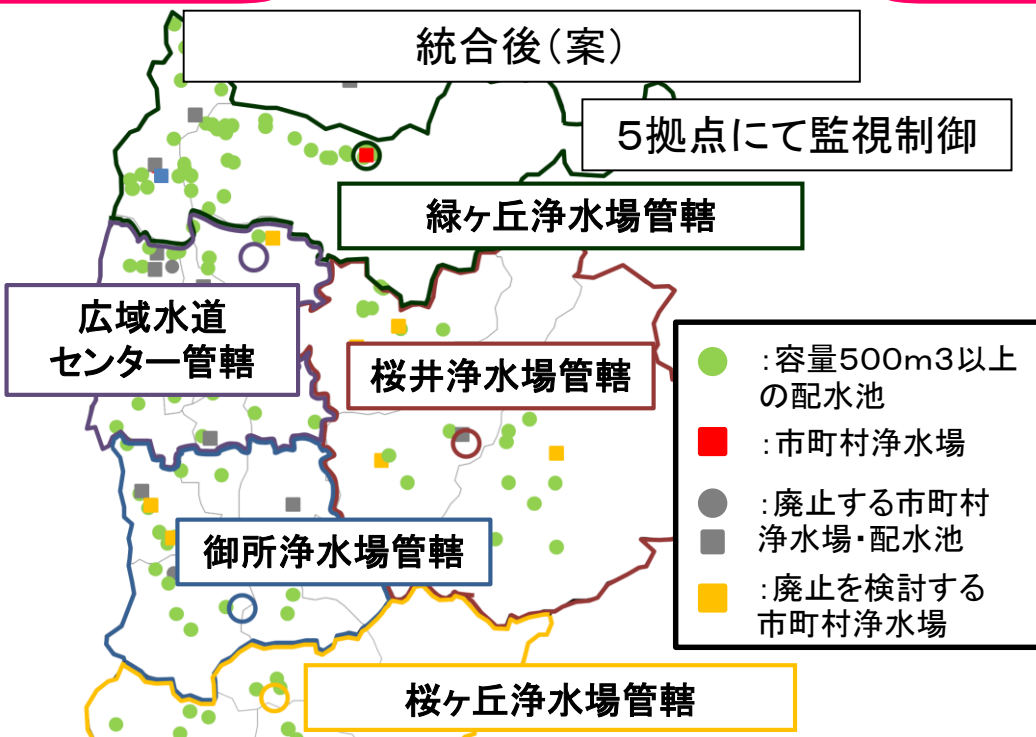 統合後(案)
5拠点にて監視制御
緑ヶ丘浄水場管轄
広域水道
センター管轄
桜井浄水場管轄
:容量500m3以上
の配水池
:市町村浄水場
:廃止する市町村
浄水場・配水池
:廃止を検討する
市町村浄水場
御所浄水場管轄
桜ヶ丘浄水場管轄